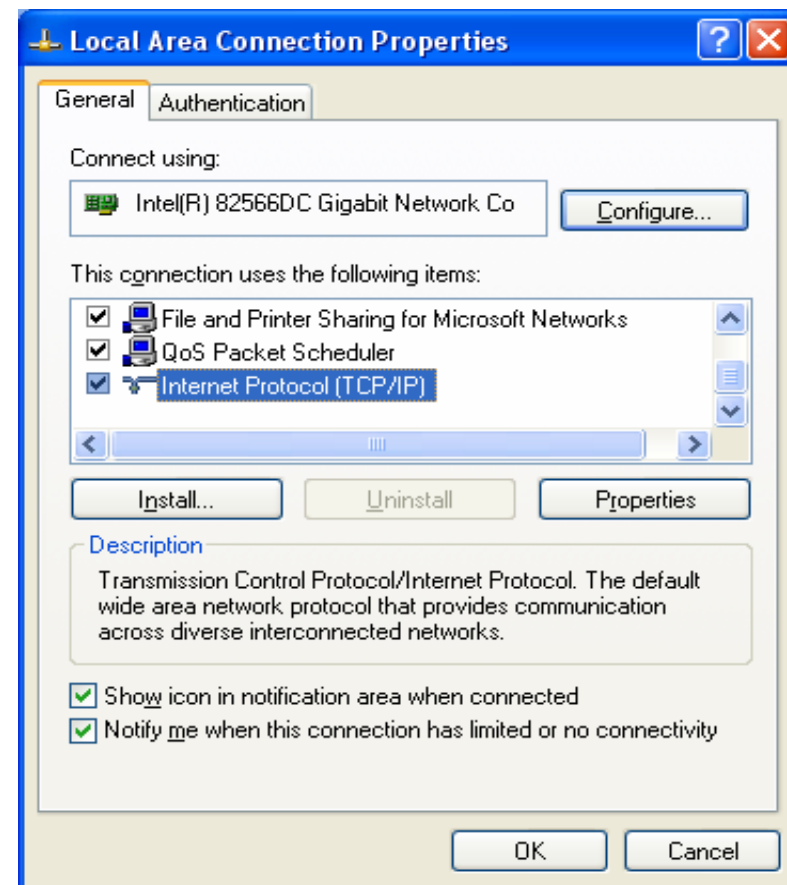 Local Area Connection Properties
General Authentication
Connect using:
Intel(R) 82566DC Gigabit Network Co
Configure...
This connection uses the following items:
File and Printer Sharing for Microsoft Networks
QoS Packet Scheduler
Internet Protocol (TCP/IP)
Install... Uninstall Properties
Description
Transmission Control Protocol/Internet Protocol. The default
wide area network protocol that provides communication
across diverse interconnected networks.
Show icon in notification area when connected
Notify me when this connection has limited or no connectivity
OK Cancel